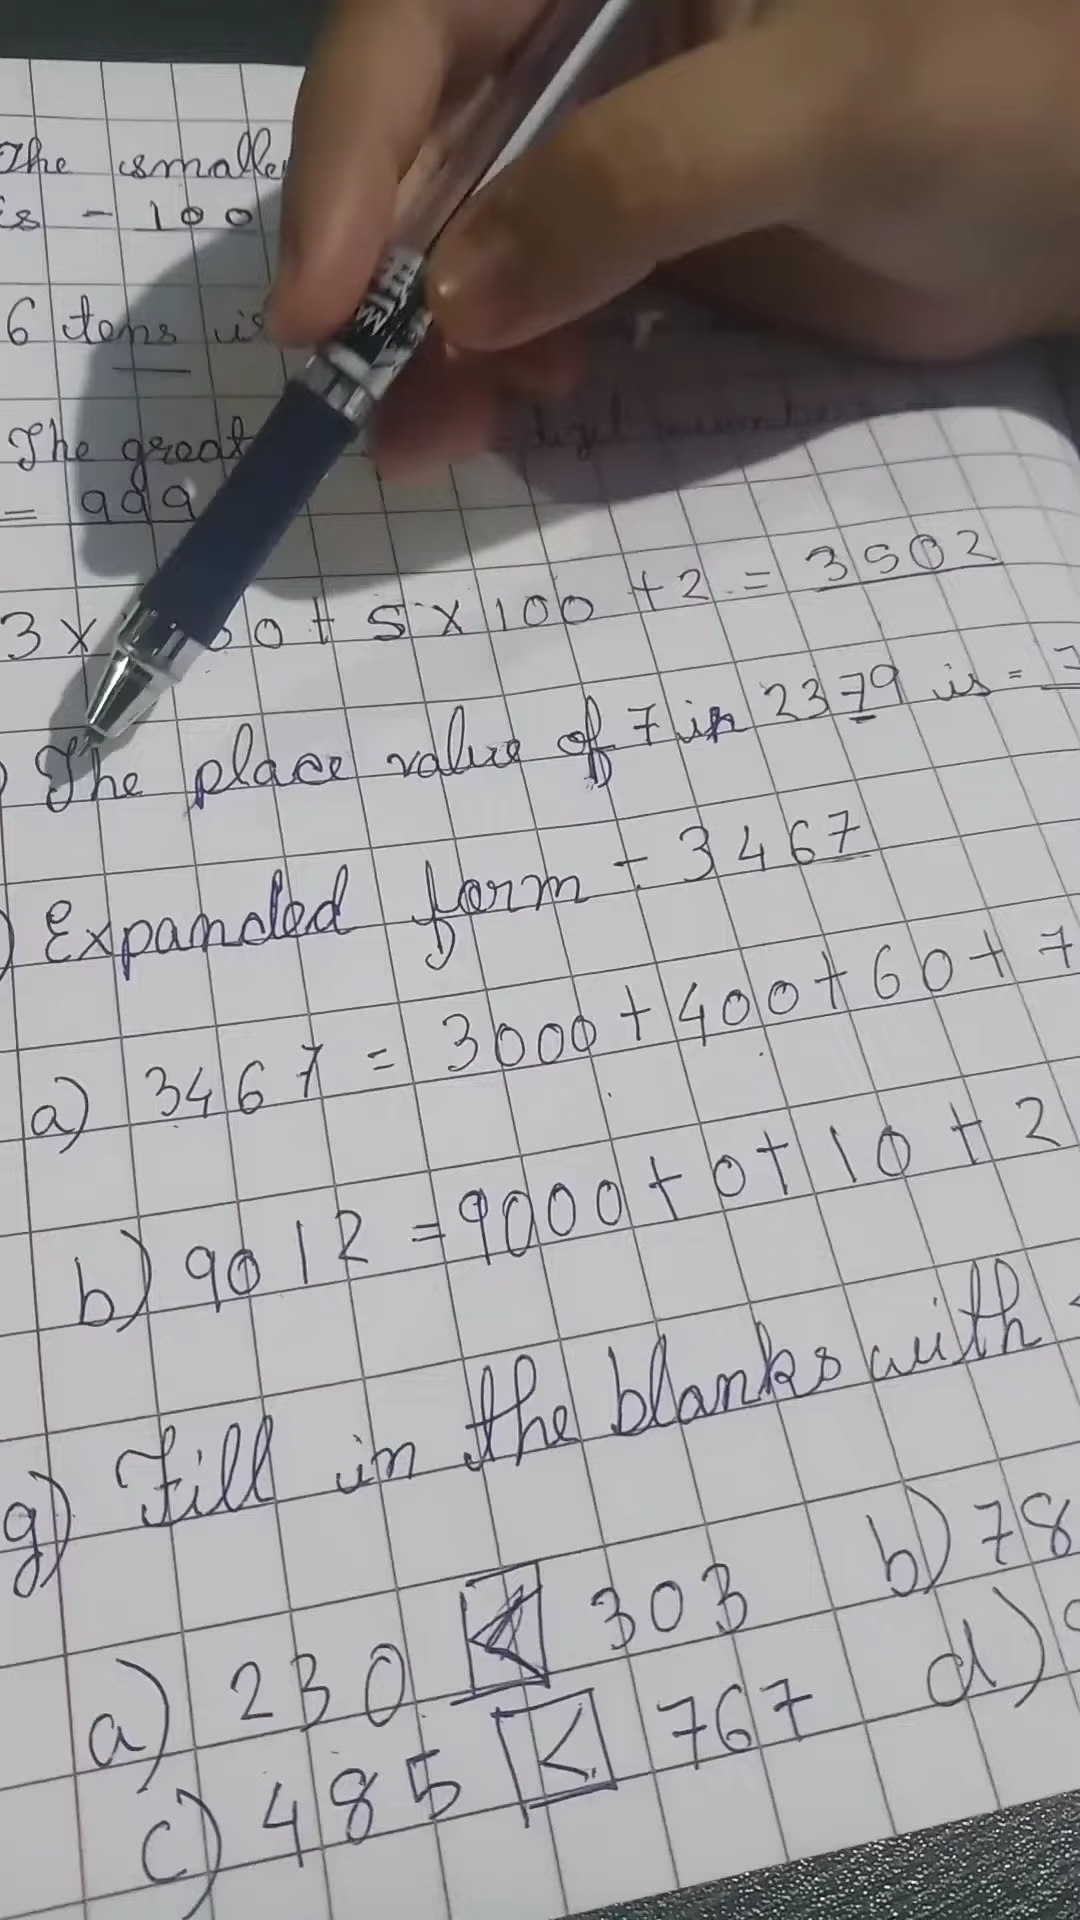 The smalle
is - 100
6 tens is
The great digit
= 999
3 × 00 + 5 × 100 + 2 = 3502
The place value of 7 in 2379 is = 7
Expanded form - 3467
a) 3467 = 3000 + 400 + 60 + 7
b) 9012 = 9000 + 0 + 10 + 2
g) Fill in the blanks with <
a) 230 < 303 b) 78
c) 485 < 767 d)